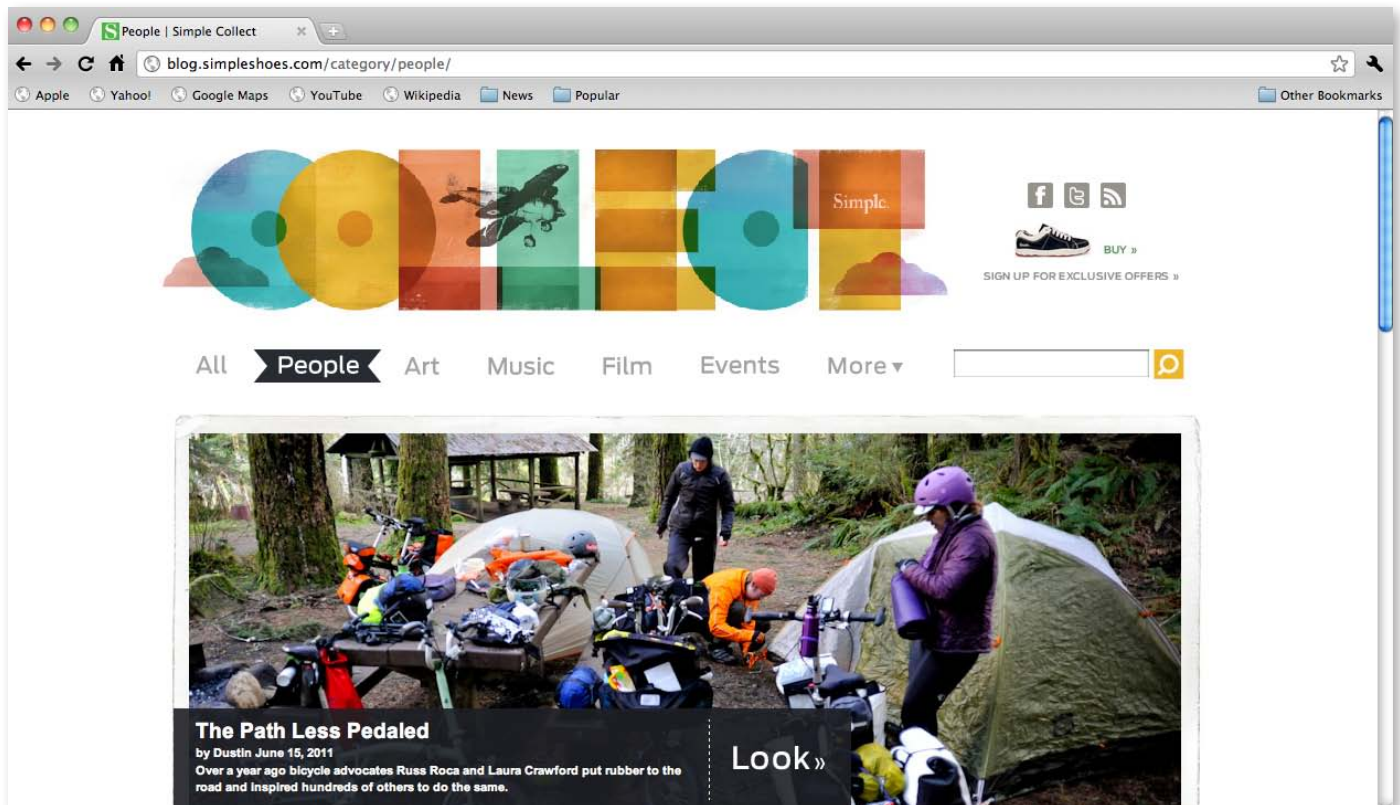 People | Simple Collect
blog.simpleshoes.com/category/people/
Apple Yahoo! Google Maps YouTube Wikipedia News Popular Other Bookmarks
COLLECT
Simple.
BUY »
SIGN UP FOR EXCLUSIVE OFFERS »
All People Art Music Film Events More ▾
The Path Less Pedaled
by Dustin June 15, 2011
Over a year ago bicycle advocates Russ Roca and Laura Crawford put rubber to the
road and inspired hundreds of others to do the same.
Look »